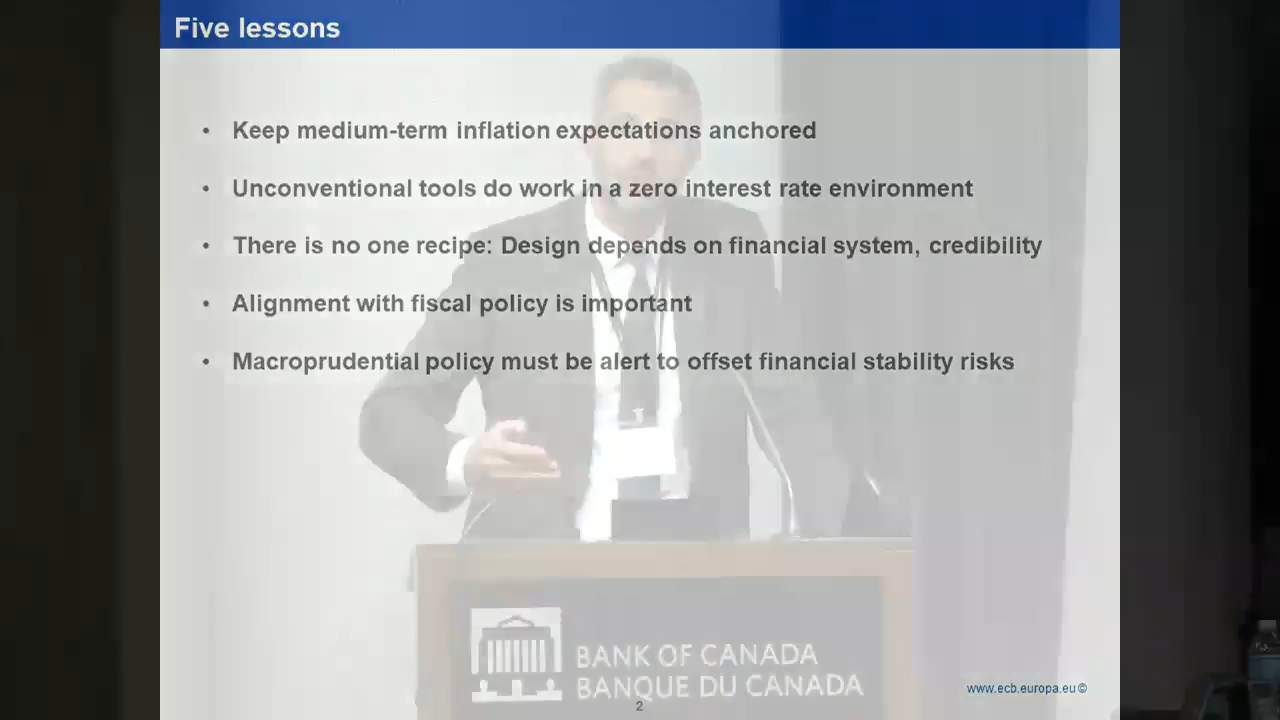 Five lessons
• Keep medium-term inflation expectations anchored
• Unconventional tools do work in a zero interest rate environment
• There is no one recipe: Design depends on financial system, credibility
• Alignment with fiscal policy is important
• Macroprudential policy must be alert to offset financial stability risks
BANK OF CANADA
BANQUE DU CANADA
www.ecb.europa.eu ©
2